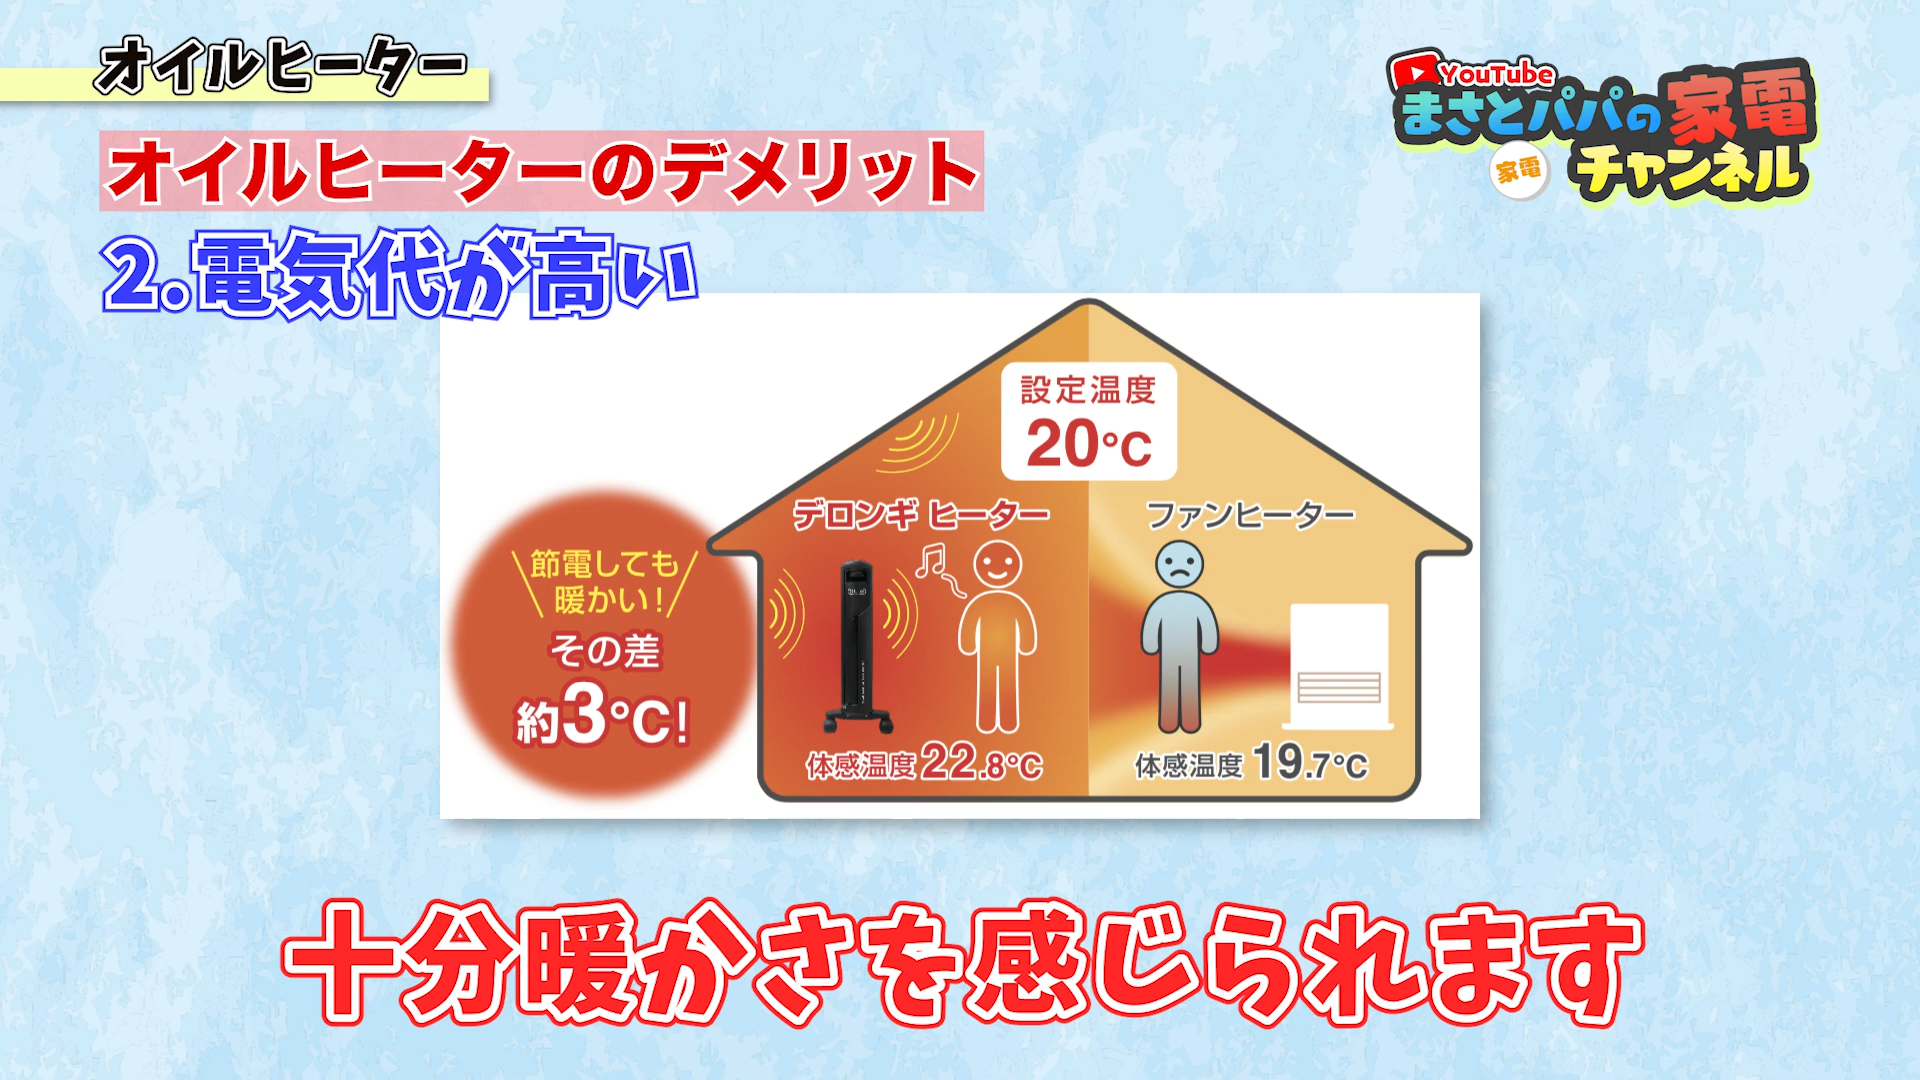 オイルヒーター
YouTube
まさとパパの家電
家電
チャンネル
オイルヒーターのデメリット
2.電気代が高い
設定温度
20℃
デロンギ ヒーター
ファンヒーター
節電しても
暖かい!
その差
約3℃!
体感温度 22.8℃
体感温度 19.7℃
十分暖かさを感じられます